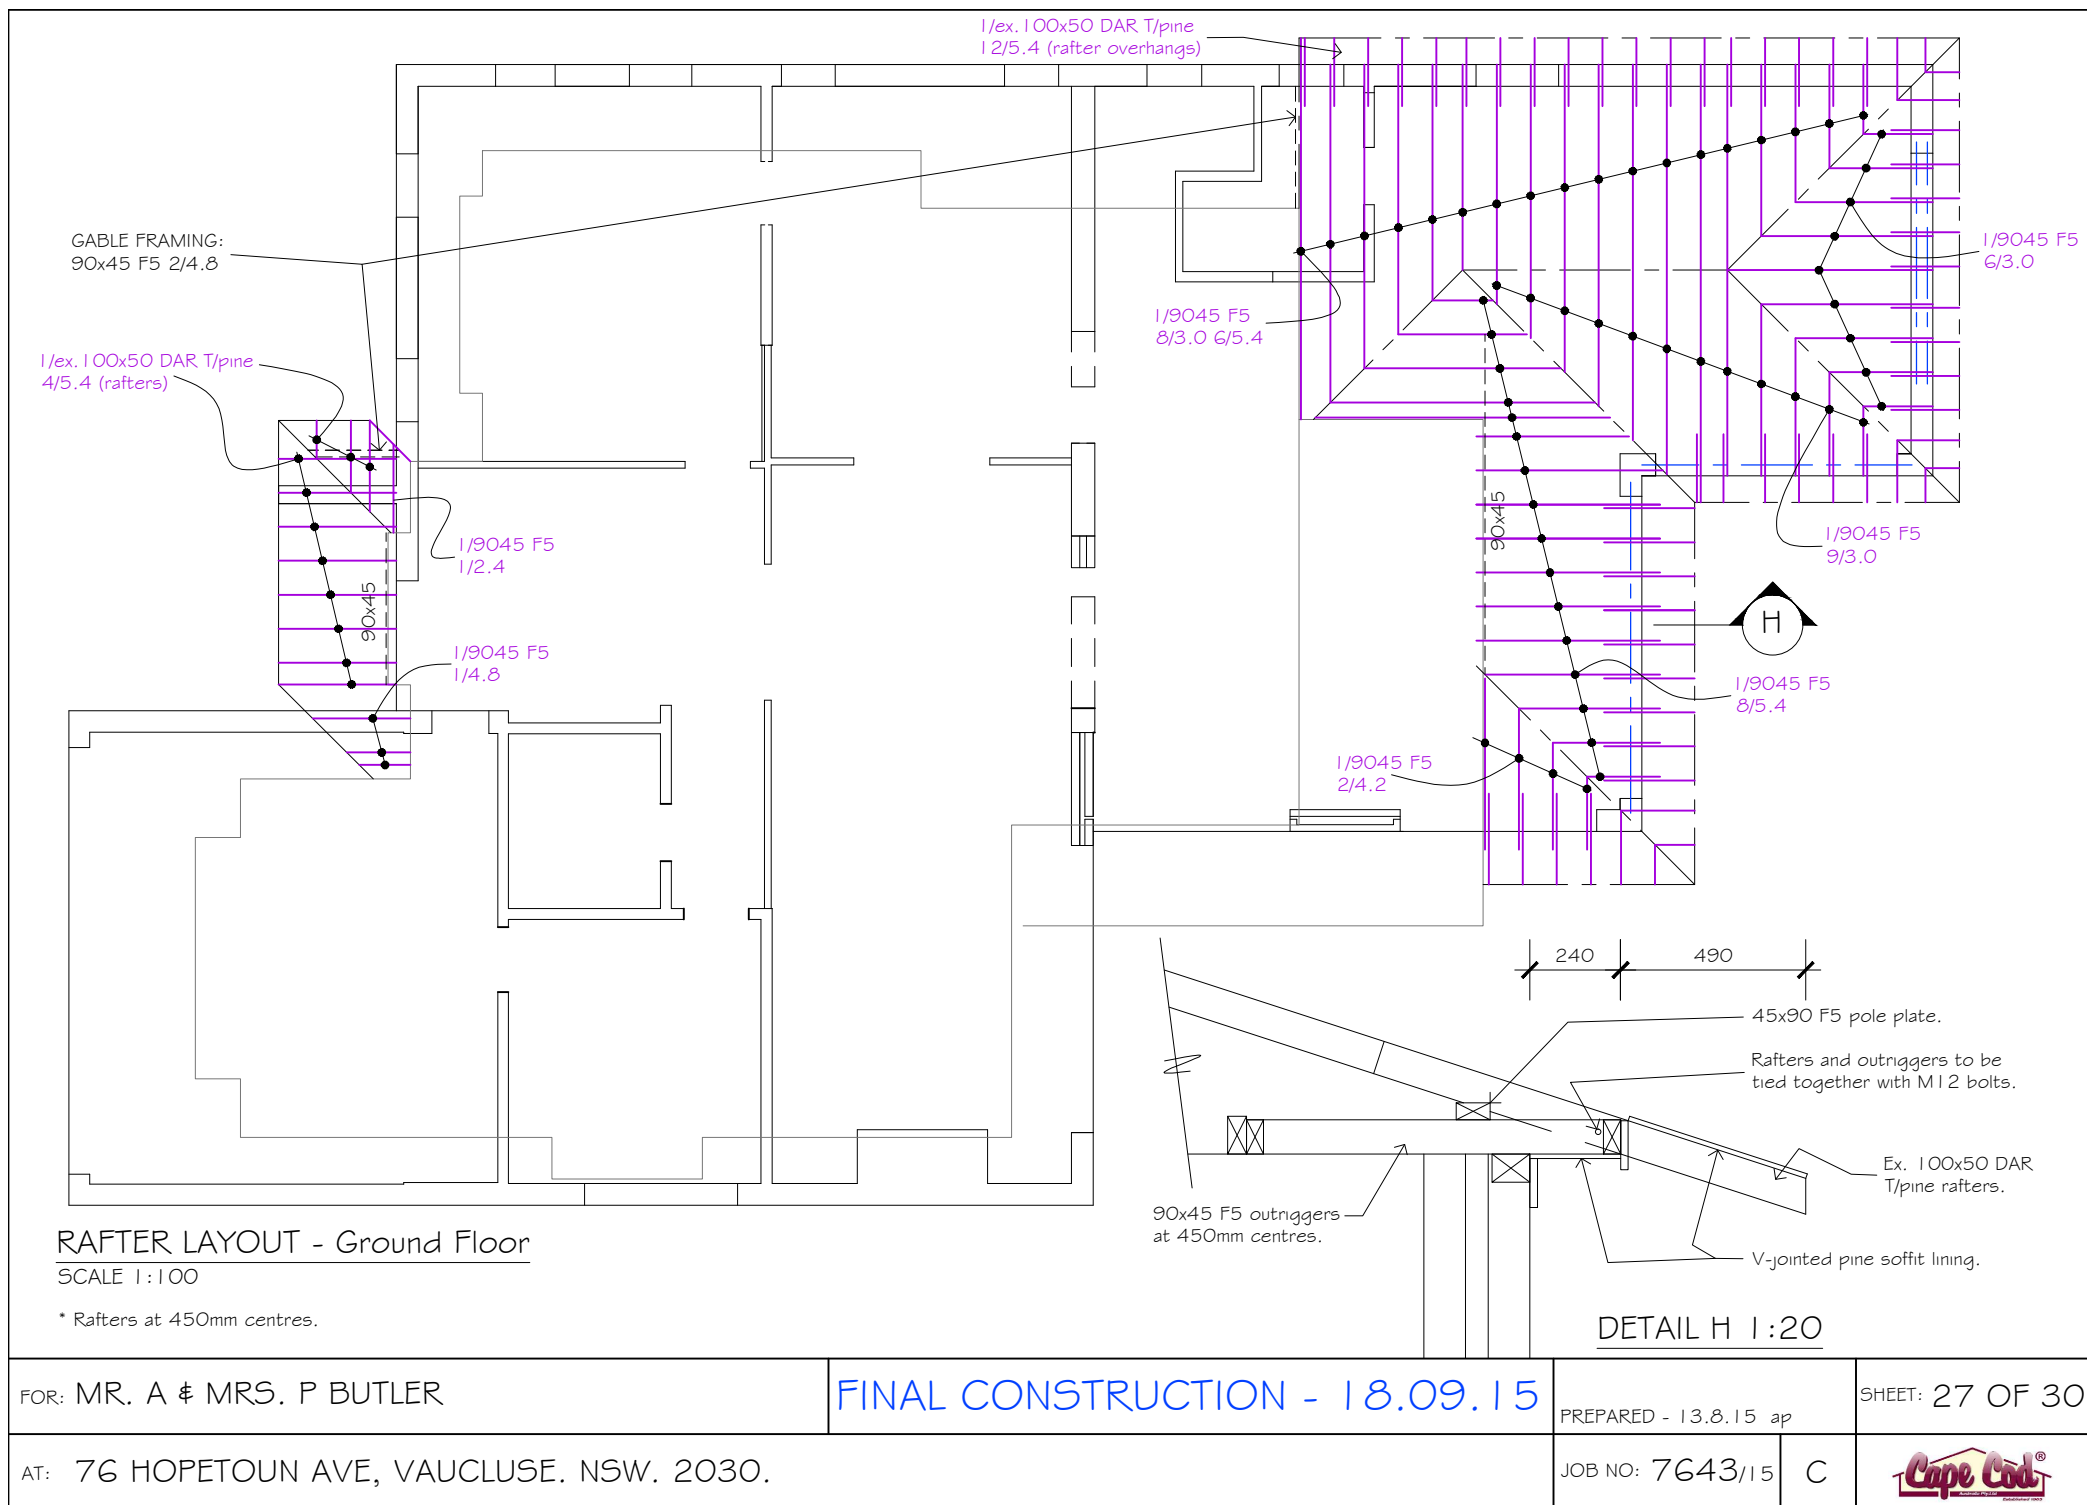 1/ex.100x50 DAR T/pine
12/5.4 (rafter overhangs)
GABLE FRAMING:
90x45 F5 2/4.8
1/9045 F5
6/3.0
1/9045 F5
8/3.0 6/5.4
1/ex.100x50 DAR T/pine
4/5.4 (rafters)
90x45
1/9045 F5
1/2.4
1/9045 F5
9/3.0
90x45
H
1/9045 F5
1/4.8
1/9045 F5
8/5.4
1/9045 F5
2/4.2
240
490
45x90 F5 pole plate.
Rafters and outriggers to be
tied together with M12 bolts.
Ex. 100x50 DAR
T/pine rafters.
90x45 F5 outriggers
at 450mm centres.
V-jointed pine soffit lining.
RAFTER LAYOUT - Ground Floor
SCALE 1:100
* Rafters at 450mm centres.
DETAIL H 1:20
FOR: MR. A & MRS. P BUTLER
FINAL CONSTRUCTION - 18.09.15
PREPARED - 13.8.15 ap
SHEET: 27 OF 30
AT: 76 HOPETOUN AVE, VAUCLUSE. NSW. 2030.
JOB NO: 7643/15
C
Cape Cod®
Australia Pty.Ltd
Established 1965